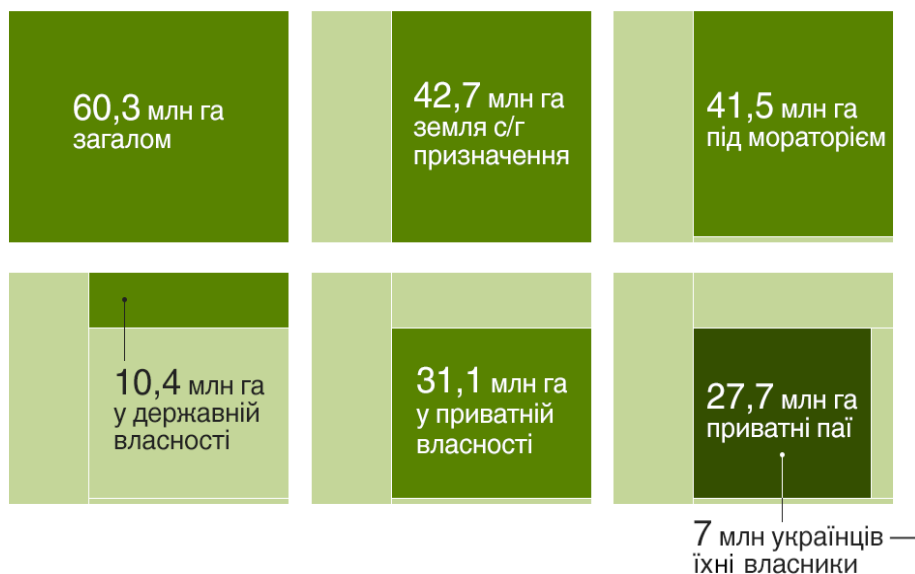 60,3 млн га
загалом
42,7 млн га
земля с/г
призначення
41,5 млн га
під мораторієм
10,4 млн га
у державній
власності
31,1 млн га
у приватній
власності
27,7 млн га
приватні паї
7 млн українців —
їхні власники